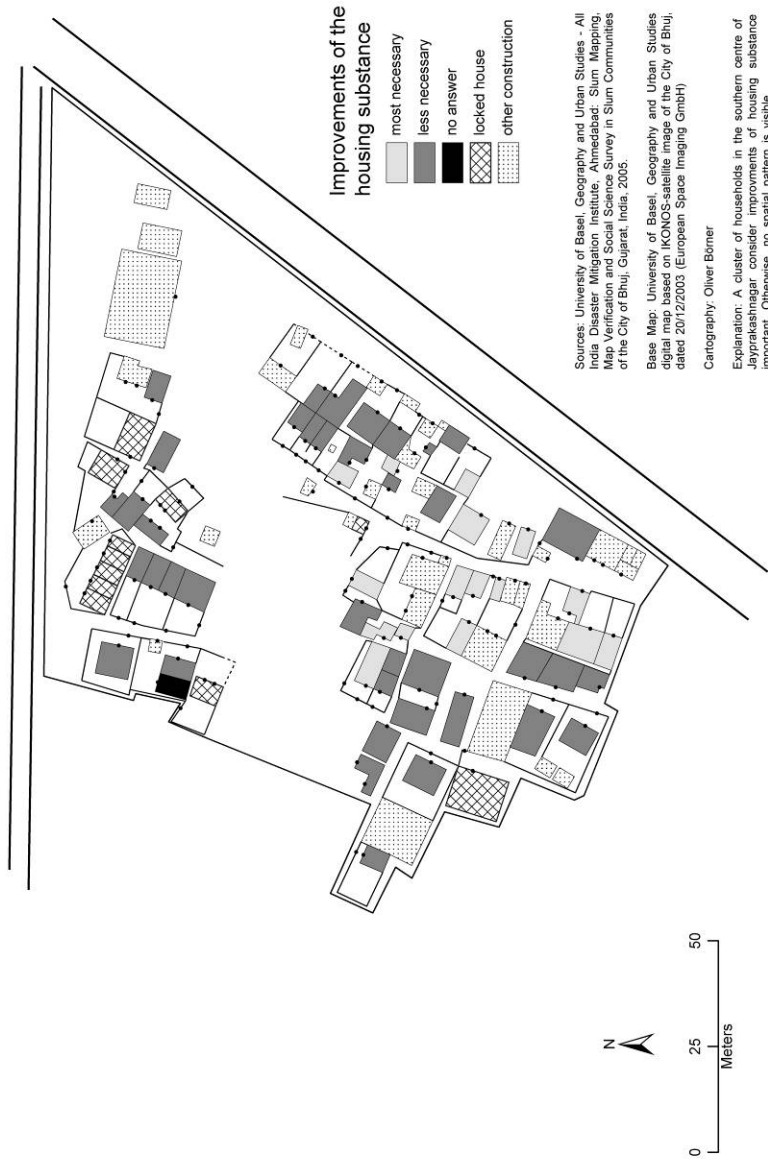 Improvements of the
housing substance
most necessary
less necessary
no answer
locked house
other construction
Sources: University of Basel, Geography and Urban Studies - All
India Disaster Mitigation Institute, Ahmedabad: Slum Mapping,
Map Verification and Social Science Survey in Slum Communities
of the City of Bhuj, Gujarat, India, 2005.
Base Map: University of Basel, Geography and Urban Studies
digital map based on IKONOS-satellite image of the City of Bhuj,
dated 20/12/2003 (European Space Imaging GmbH)
Cartography: Oliver Börner
Explanation: A cluster of households in the southern centre of
Jayprakashnagar consider improvments of housing substance
important. Otherwise, no spatial pattern is visible.
N
0 25 50
Meters